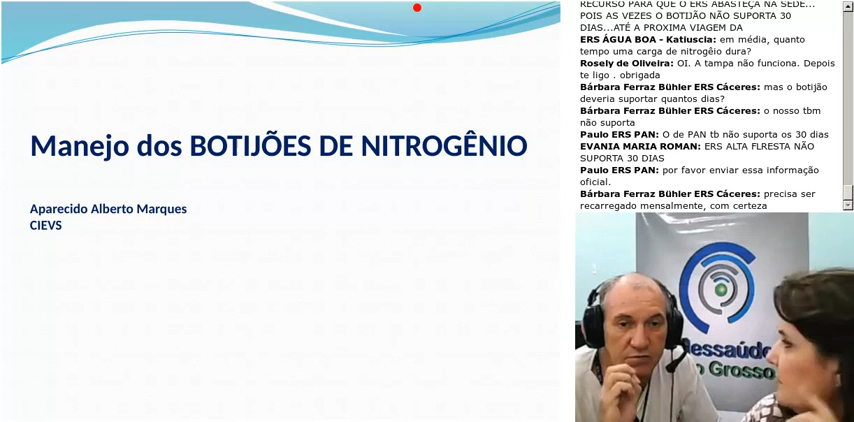 Manejo dos BOTIJÕES DE NITROGÊNIO
Aparecido Alberto Marques
CIEVS
RECURSO PARA QUE O ERS ABASTEÇA NA SEDE...
POIS AS VEZES O BOTIJÃO NÃO SUPORTA 30
DIAS...ATÉ A PROXIMA VIAGEM DA
ERS ÁGUA BOA - Katiuscia: em média, quanto
tempo uma carga de nitrogêio dura?
Rosely de Oliveira: OI. A tampa não funciona. Depois
te ligo . obrigada
Bárbara Ferraz Bühler ERS Cáceres: mas o botijão
deveria suportar quantos dias?
Bárbara Ferraz Bühler ERS Cáceres: o nosso tbm
não suporta
Paulo ERS PAN: O de PAN tb não suporta os 30 dias
EVANIA MARIA ROMAN: ERS ALTA FLRESTA NÃO
SUPORTA 30 DIAS
Paulo ERS PAN: por favor enviar essa informação
oficial.
Bárbara Ferraz Bühler ERS Cáceres: precisa ser
recarregado mensalmente, com certeza
lessaúde
o Grosso